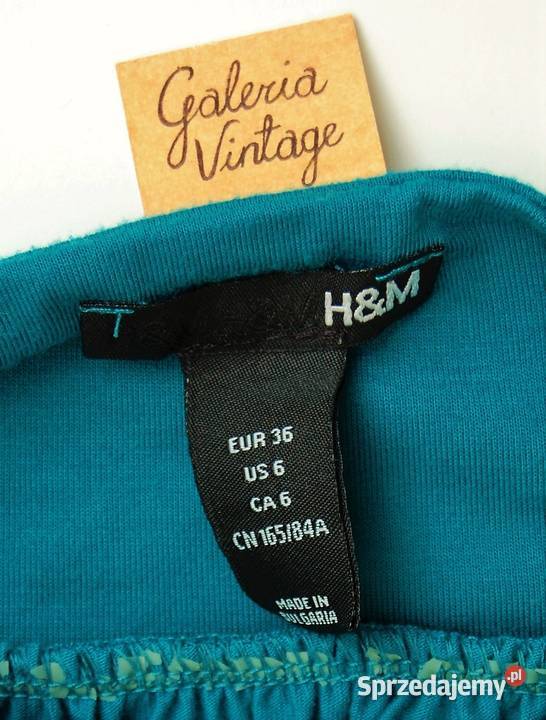 Galeria
Vintage
H&M
EUR 36
US 6
CA 6
CN 165/84A
MADE IN
BULGARIA
Sprzedajemy.pl